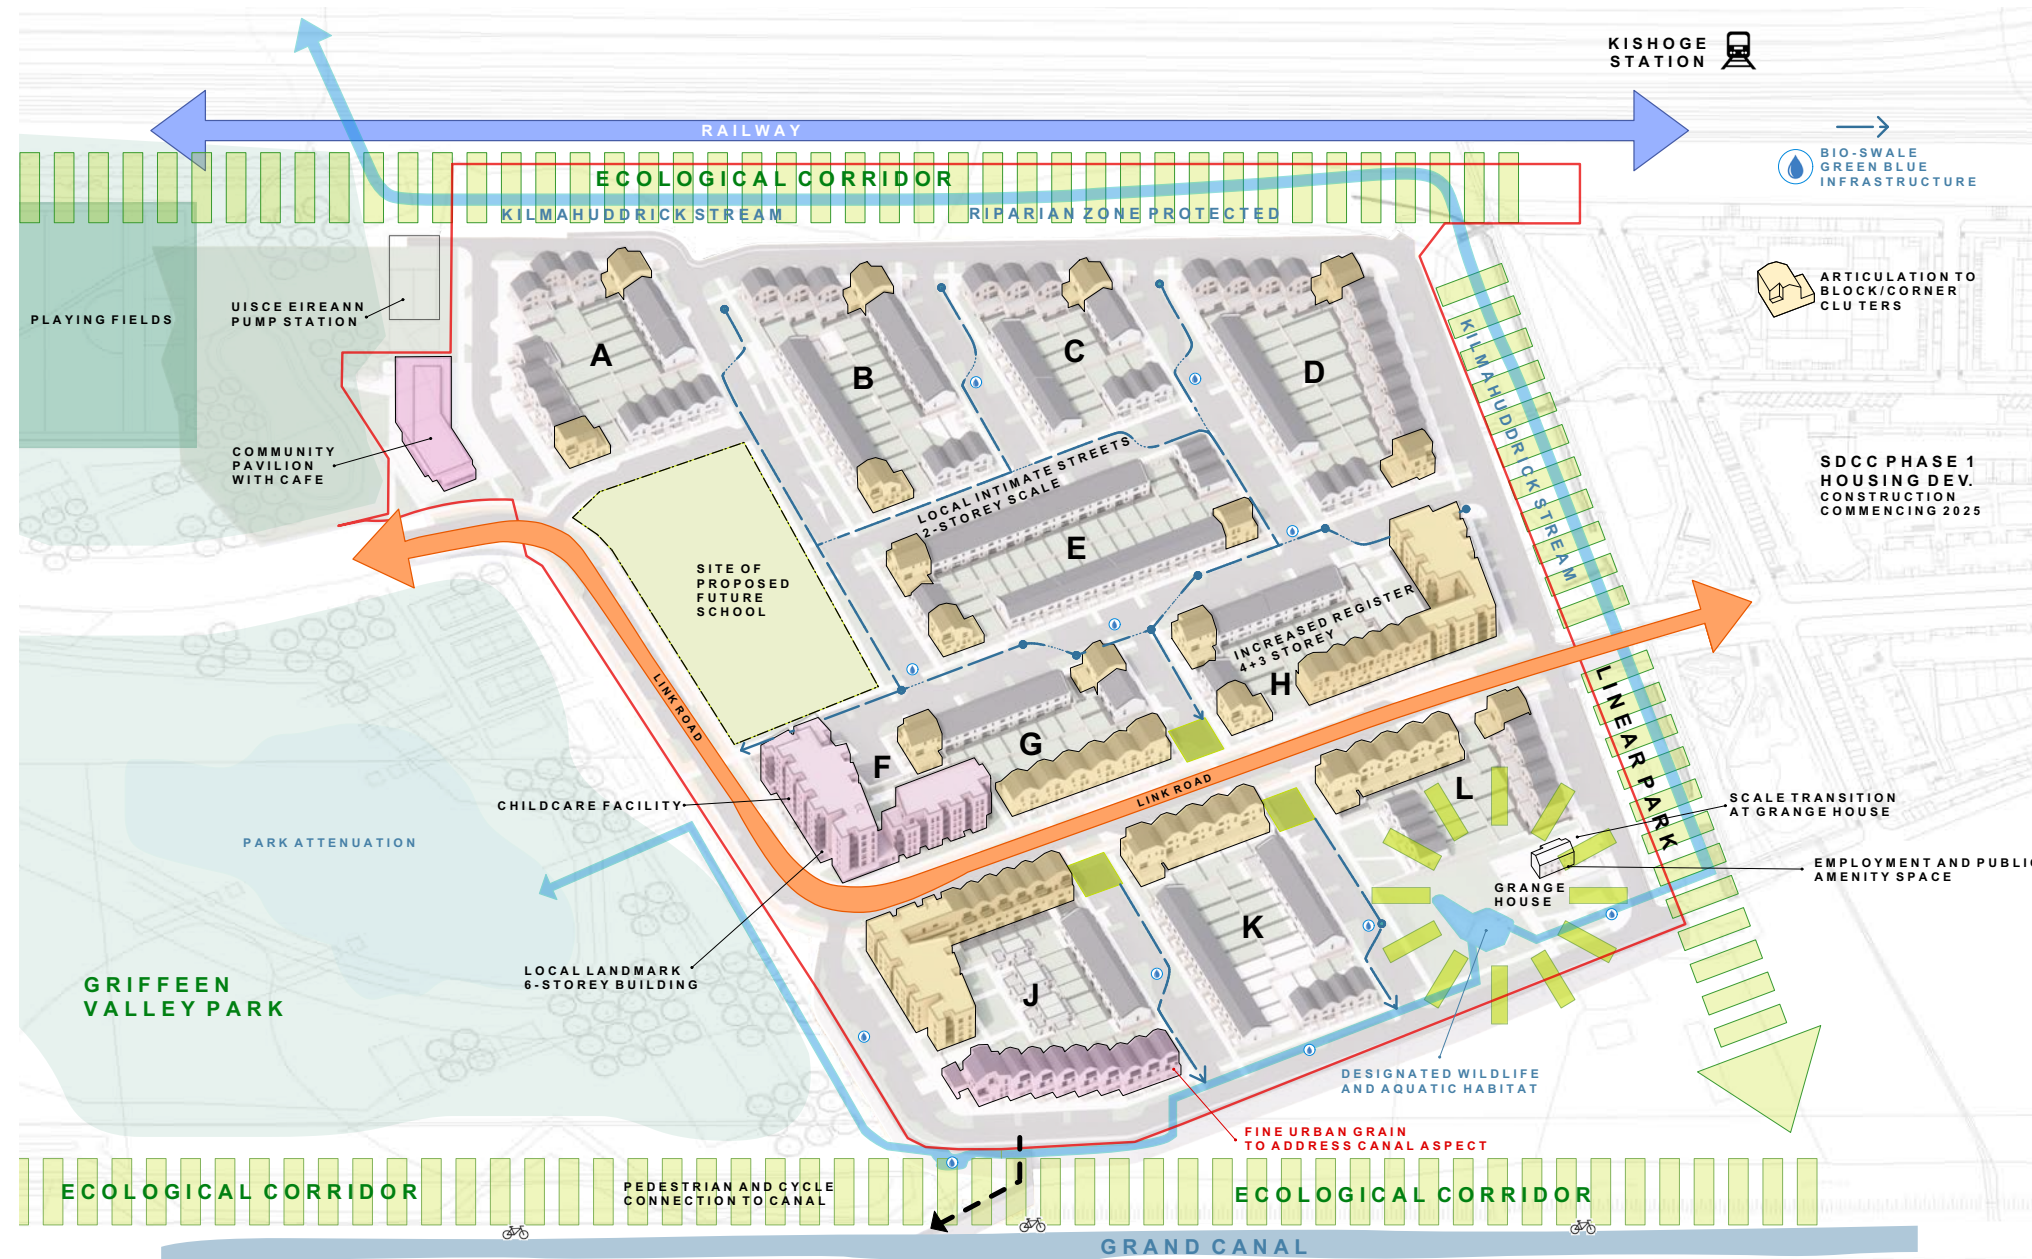 KISHOGE
STATION
RAILWAY
BIO-SWALE
GREEN BLUE
INFRASTRUCTURE
ECOLOGICAL CORRIDOR
KILMAHUDDRICK STREAM
RIPARIAN ZONE PROTECTED
ARTICULATION TO
BLOCK/CORNER
CLU TERS
PLAYING FIELDS
UISCE EIREANN
PUMP STATION
A
B
C
D
KILMAHUDDRICK STREAM
COMMUNITY
PAVILION
WITH CAFE
LOCAL INTIMATE STREETS
2-STOREY SCALE
SDCC PHASE 1
HOUSING DEV.
CONSTRUCTION
COMMENCING 2025
E
SITE OF
PROPOSED
FUTURE
SCHOOL
INCREASED REGISTER
4+3 STOREY
H
LINK ROAD
LINEAR PARK
G
F
LINK ROAD
L
CHILDCARE FACILITY
SCALE TRANSITION
AT GRANGE HOUSE
PARK ATTENUATION
EMPLOYMENT AND PUBLIC
AMENITY SPACE
GRANGE
HOUSE
K
LOCAL LANDMARK
6-STOREY BUILDING
J
GRIFFEEN
VALLEY PARK
DESIGNATED WILDLIFE
AND AQUATIC HABITAT
FINE URBAN GRAIN
TO ADDRESS CANAL ASPECT
ECOLOGICAL CORRIDOR
PEDESTRIAN AND CYCLE
CONNECTION TO CANAL
ECOLOGICAL CORRIDOR
GRAND CANAL